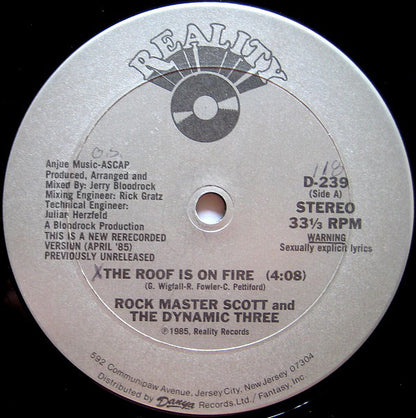 REALITY
o.s.
Anjue Music-ASCAP
Produced, Arranged and
Mixed By: Jerry Bloodrock
Mixing Engineer: Rick Gratz
Technical Engineer:
Juliar Herzfeld
A Blondrock Production
THIS IS A NEW RERECORDED
VERSIUN (APRIL '85)
PREVIOUSLY UNRELEASED
118
D-239
(Side A)
STEREO
33⅓ RPM
WARNING
Sexually explicit lyrics
X THE ROOF IS ON FIRE (4:08)
(G. Wigfall-R. Fowler-C. Pettiford)
ROCK MASTER SCOTT and
THE DYNAMIC THREE
℗1985, Reality Records
592 Communipaw Avenue, Jersey City, New Jersey 07304
Distributed by Danya Records, Ltd./Fantasy, Inc.